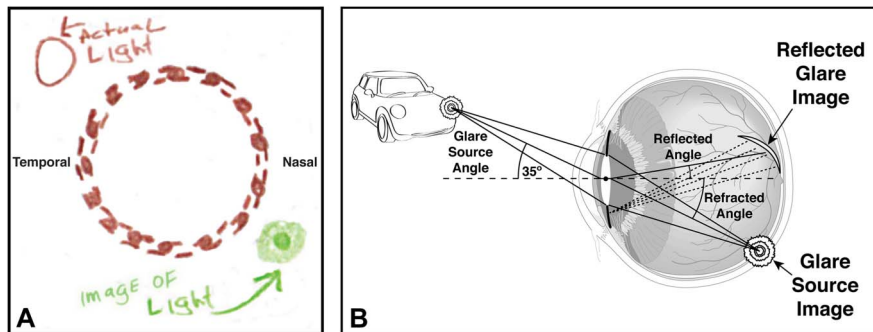 Actual
Light
Temporal
Nasal
Image of
Light
A
Glare
Source
Angle
35º
Reflected
Angle
Refracted
Angle
Reflected
Glare
Image
Glare
Source
Image
B